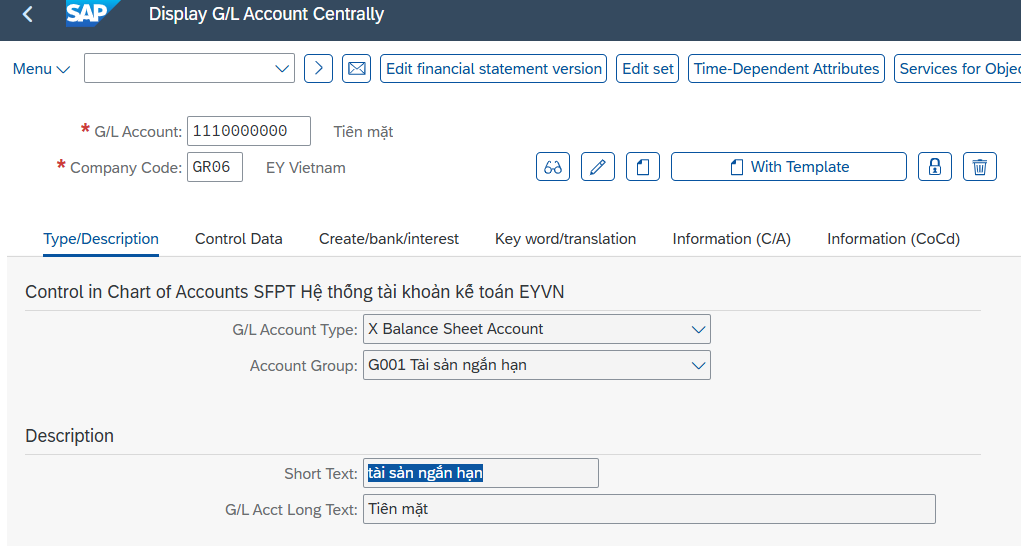 SAP Display G/L Account Centrally
Menu Edit financial statement version Edit set Time-Dependent Attributes Services for Objec
* G/L Account: 1110000000 Tiên mặt
* Company Code: GR06 EY Vietnam
With Template
Type/Description Control Data Create/bank/interest Key word/translation Information (C/A) Information (CoCd)
Control in Chart of Accounts SFPT Hệ thống tài khoản kế toán EYVN
G/L Account Type: X Balance Sheet Account
Account Group: G001 Tài sản ngắn hạn
Description
Short Text: tài sản ngắn hạn
G/L Acct Long Text: Tiên mặt